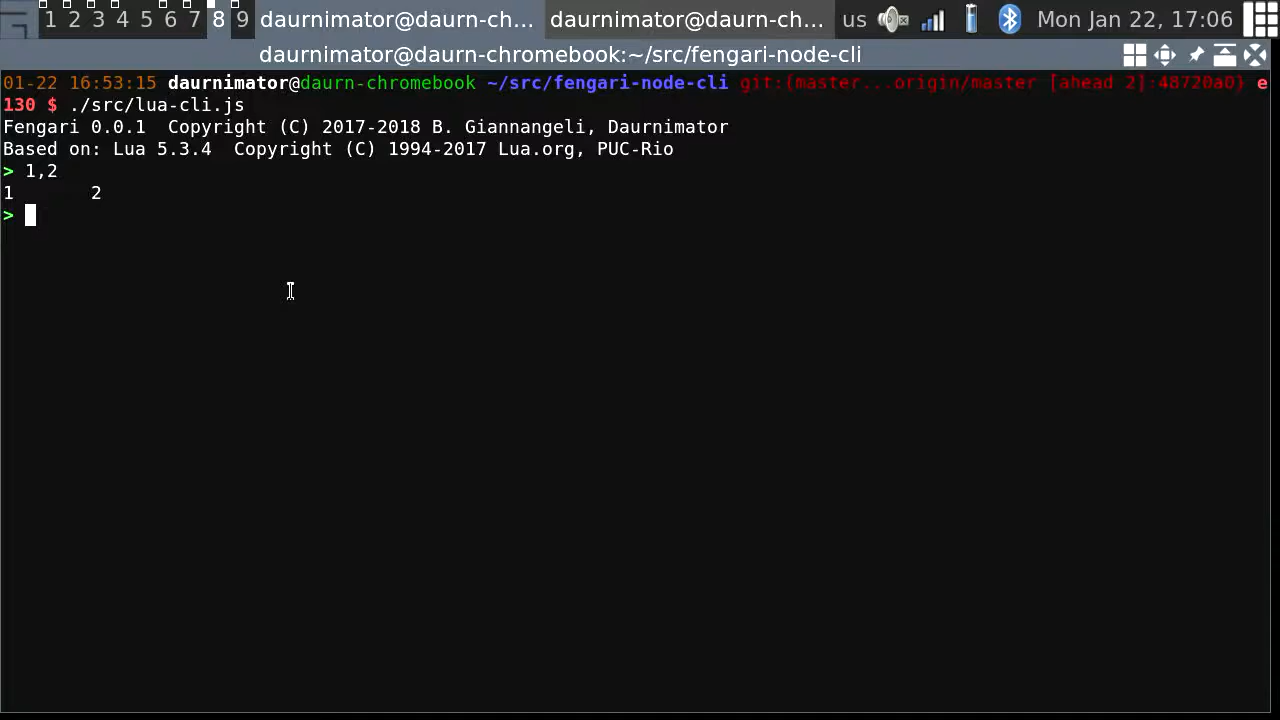 1 2 3 4 5 6 7 8 9 daurnimator@daurn-ch... daurnimator@daurn-ch... us Mon Jan 22, 17:06
daurnimator@daurn-chromebook:~/src/fengari-node-cli
01-22 16:53:15 daurnimator@daurn-chromebook ~/src/fengari-node-cli git:{master...origin/master [ahead 2]:48720a0} e
130 $ ./src/lua-cli.js
Fengari 0.0.1  Copyright (C) 2017-2018 B. Giannangeli, Daurnimator
Based on: Lua 5.3.4  Copyright (C) 1994-2017 Lua.org, PUC-Rio
> 1,2
1       2
>